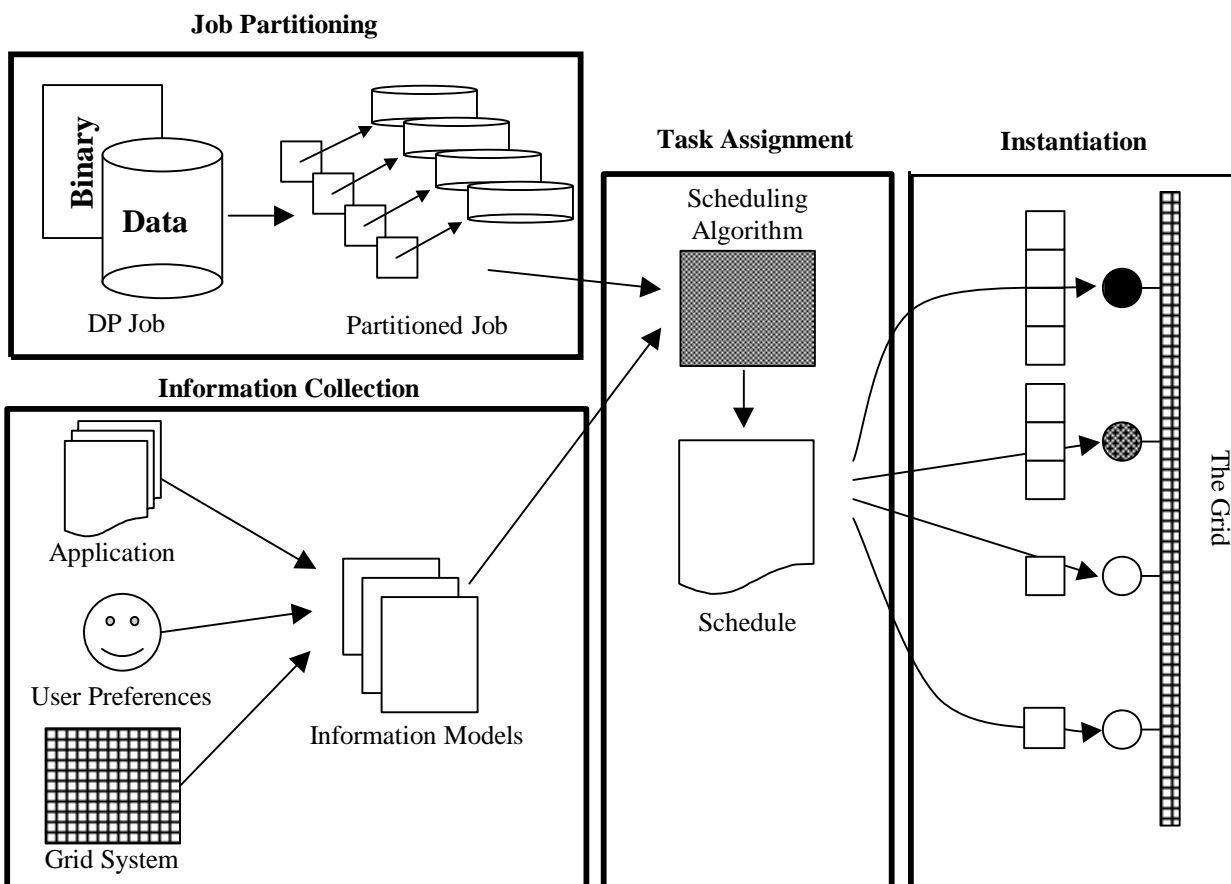 Job Partitioning
Binary
Data
DP Job
Partitioned Job
Information Collection
Application
User Preferences
Grid System
Information Models
Task Assignment
Scheduling
Algorithm
Schedule
Instantiation
The Grid